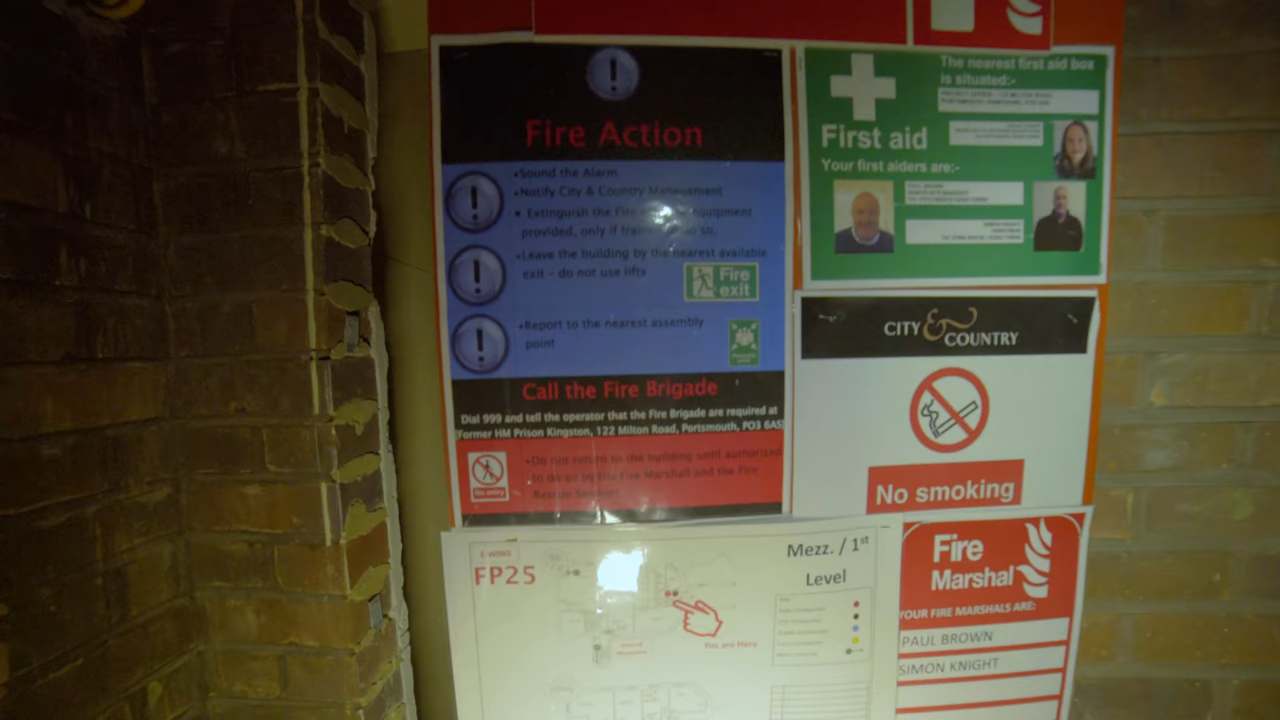 Fire Action
•Sound the Alarm
•Notify City & Country Management
• Extinguish the Fire equipment
provided, only if so.
•Leave the building by the nearest available
exit – do not use lifts
Fire
exit
•Report to the nearest assembly
point
Call the Fire Brigade
Dial 999 and tell the operator that the Fire Brigade are required at
Former HM Prison Kingston, 122 Milton Road, Portsmouth, PO3 6AS
No entry
•Do not return to the building until authorized
to do so by the Fire Marshall and the Fire
Rescue Services
The nearest first aid box
is situated:-
First aid
Your first aiders are:-
CITY & COUNTRY
No smoking
E-WING
FP25
Mezz. / 1st
Level
You are Here
Fire
Marshal
YOUR FIRE MARSHALS ARE:
PAUL BROWN
SIMON KNIGHT